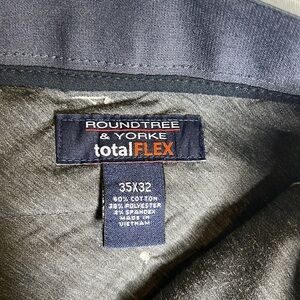 ROUNDTREE
& YORKE
totalFLEX
35X32
60% COTTON
38% POLYESTER
2% SPANDEX
MADE IN
VIETNAM